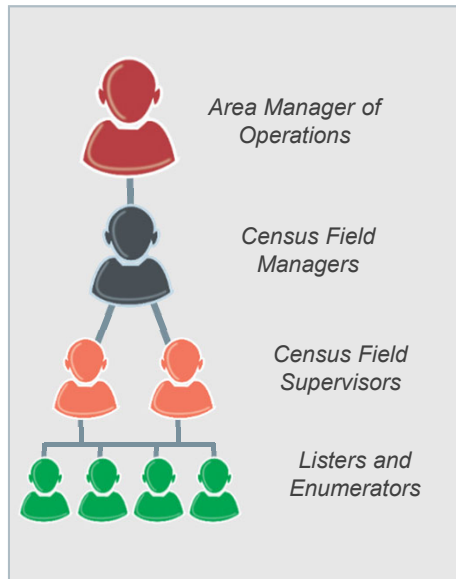 Area Manager of
Operations
Census Field
Managers
Census Field
Supervisors
Listers and
Enumerators